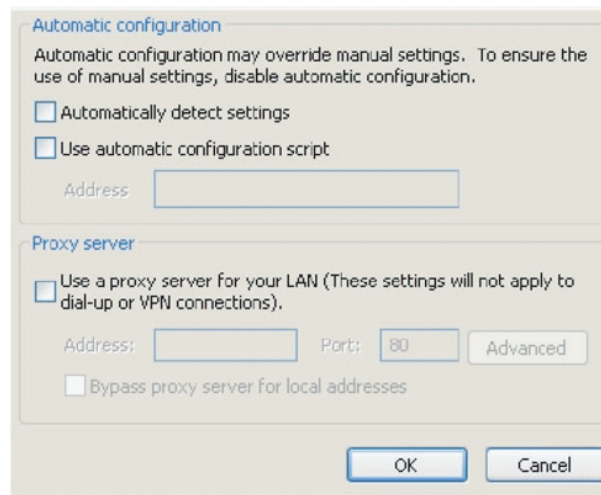 Automatic configuration
Automatic configuration may override manual settings. To ensure the
use of manual settings, disable automatic configuration.
Automatically detect settings
Use automatic configuration script
Address
Proxy server
Use a proxy server for your LAN (These settings will not apply to
dial-up or VPN connections).
Address: Port: 80 Advanced
Bypass proxy server for local addresses
OK Cancel